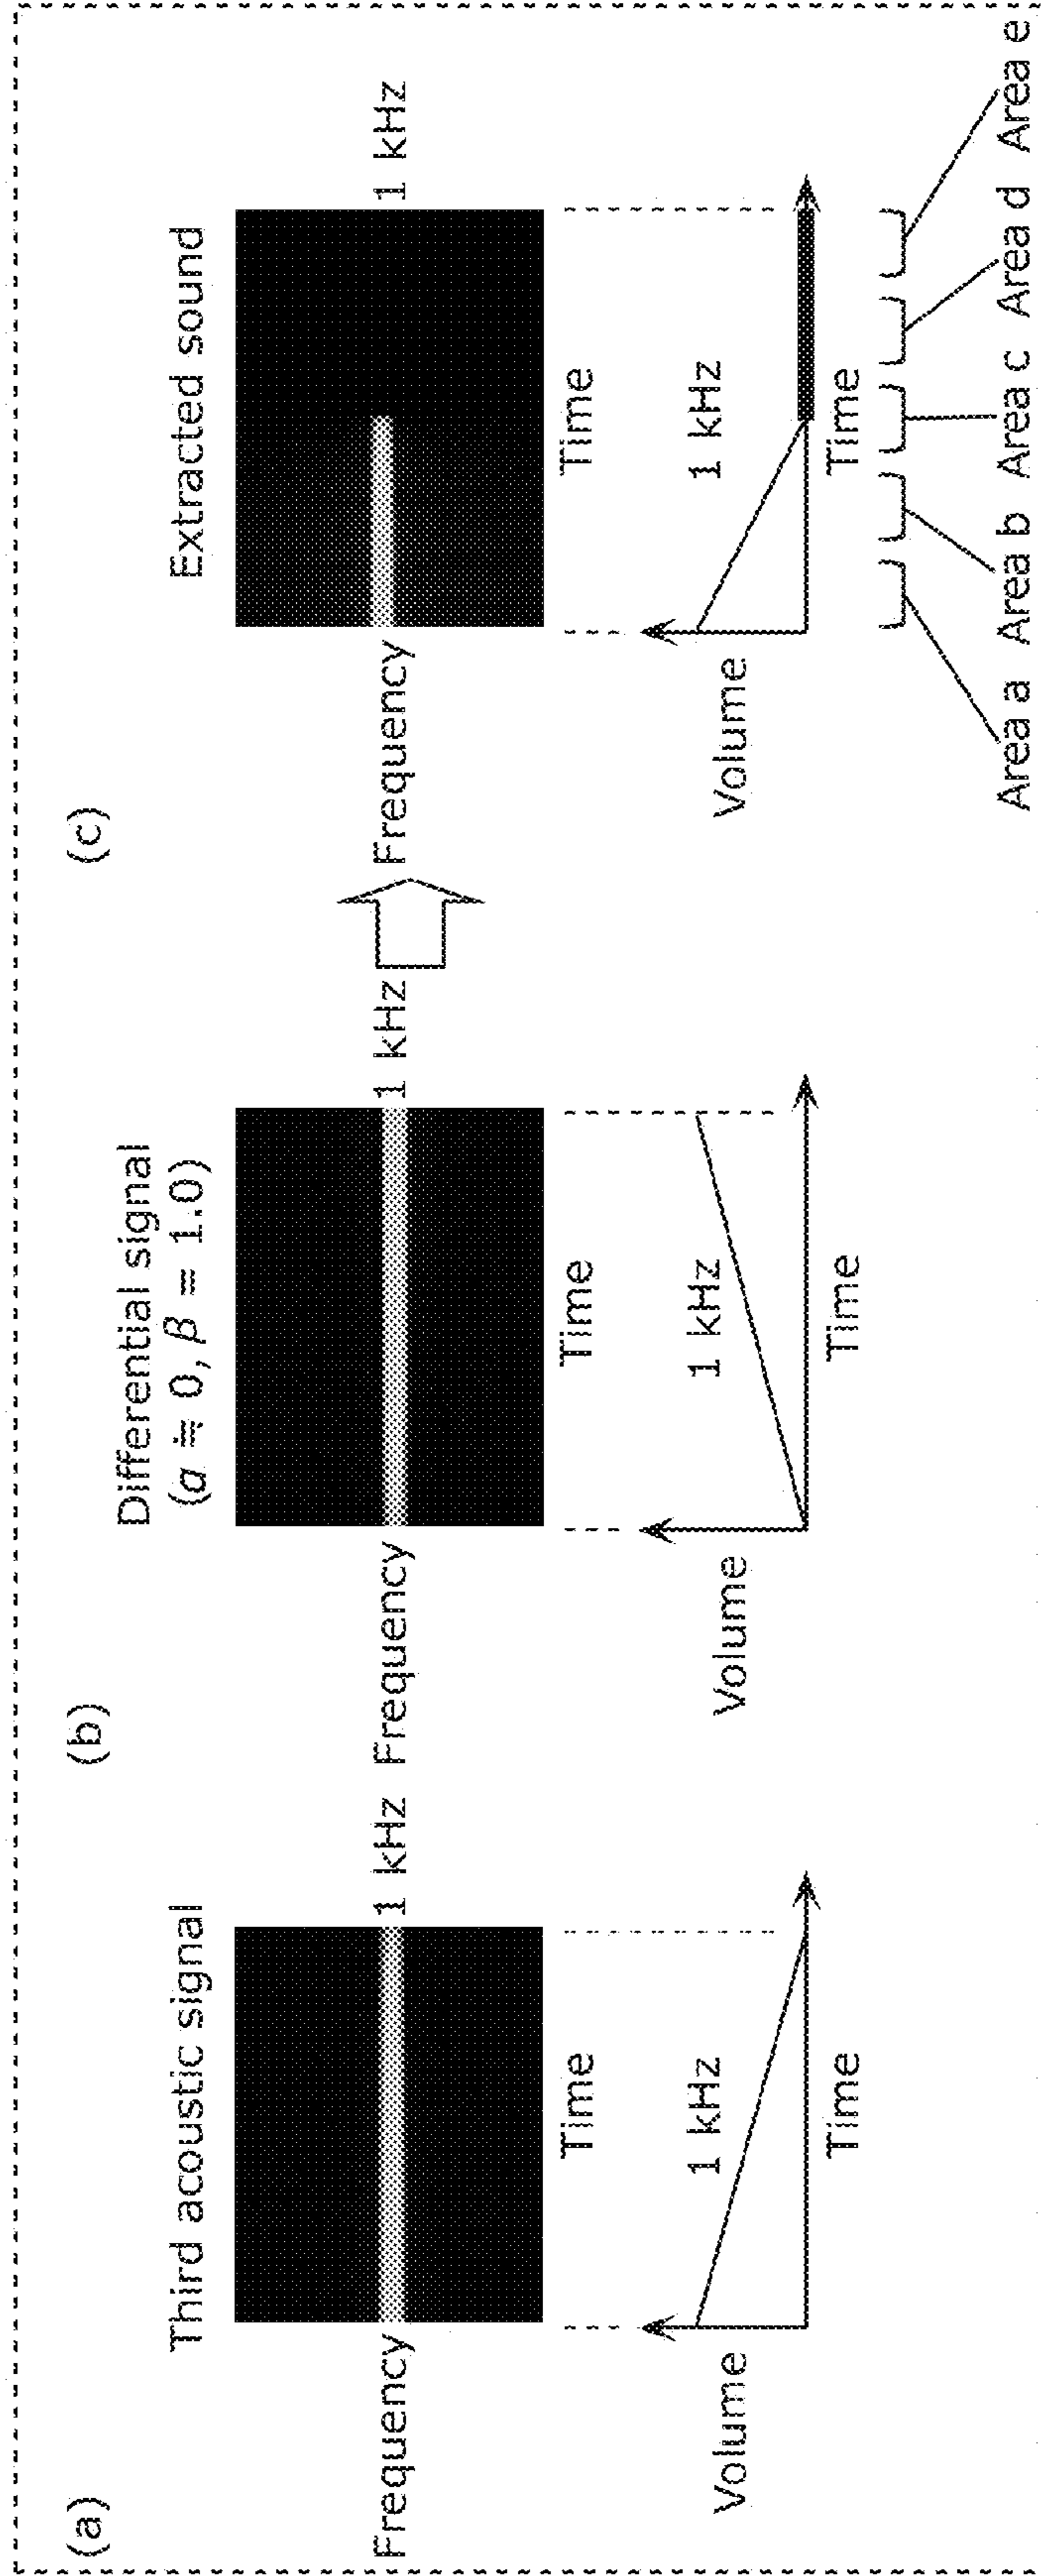 (a)
Third acoustic signal
Frequency
1 kHz
Time
Volume
1 kHz
Time
(b)
Differential signal
(α ≒ 0, β = 1.0)
Frequency
1 kHz
Time
Volume
1 kHz
Time
(c)
Extracted sound
Frequency
1 kHz
Time
Volume
1 kHz
Time
Area a Area b Area c Area d Area e